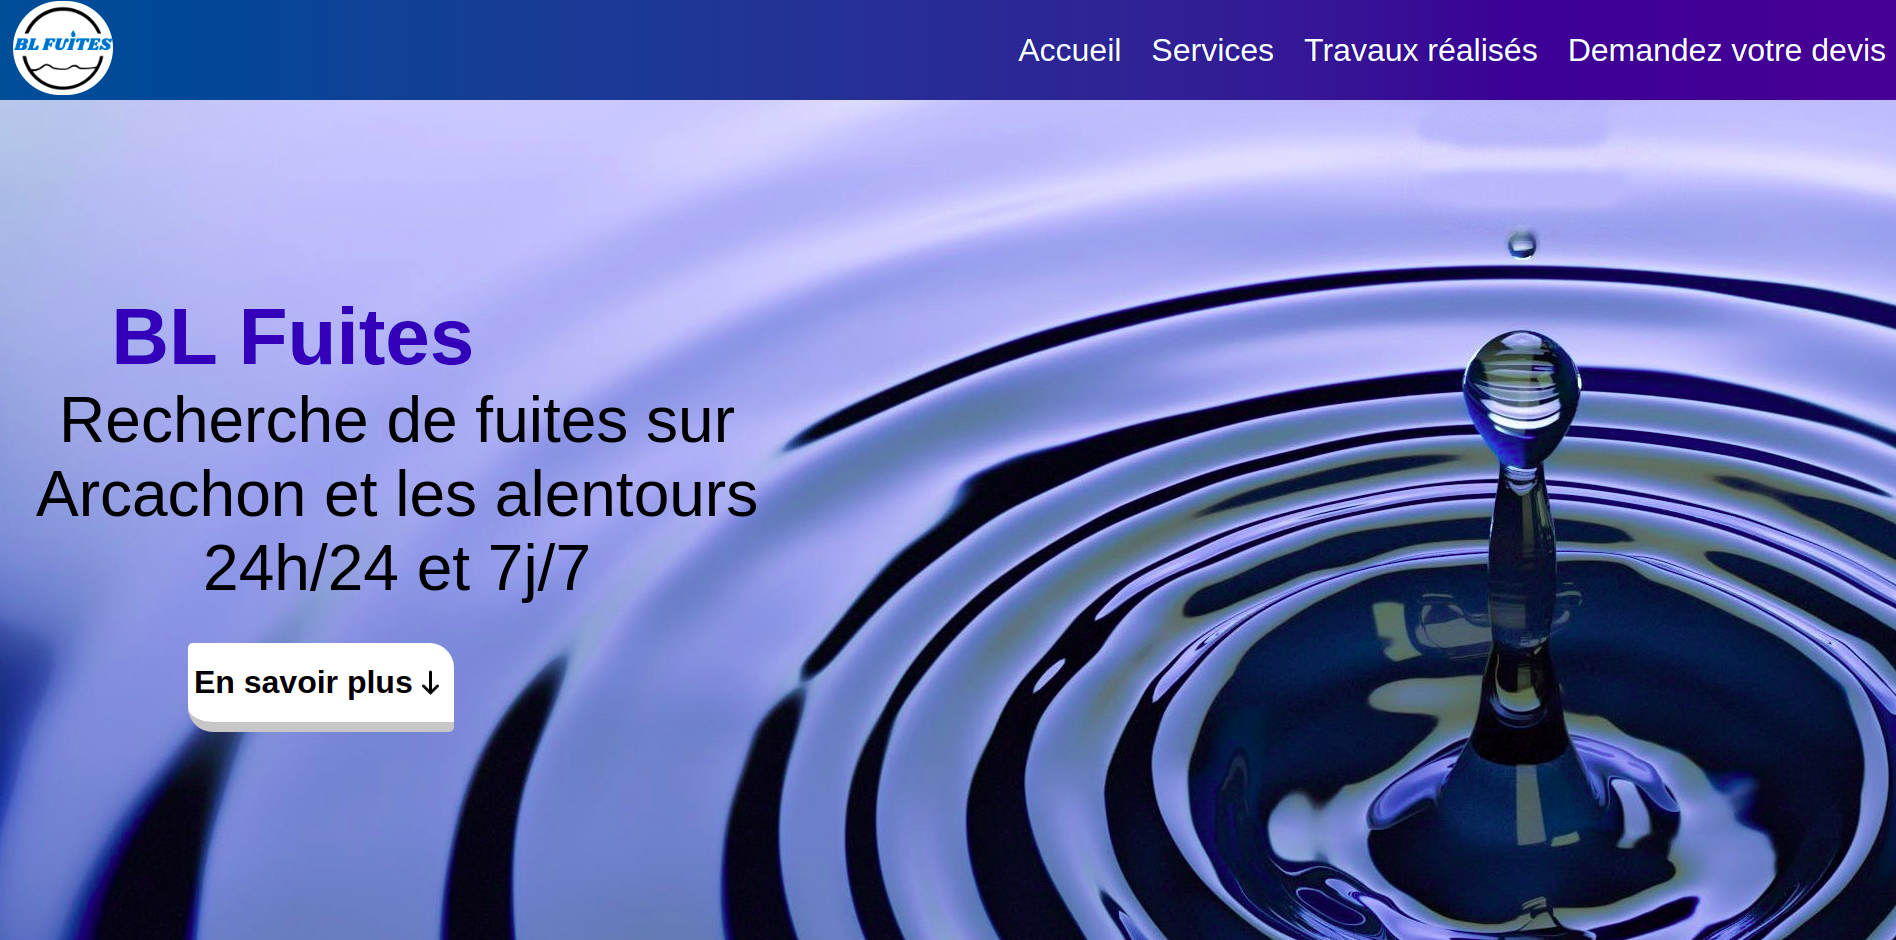 BL FUITES
Accueil Services Travaux réalisés Demandez votre devis
BL Fuites
Recherche de fuites sur
Arcachon et les alentours
24h/24 et 7j/7
En savoir plus ↓